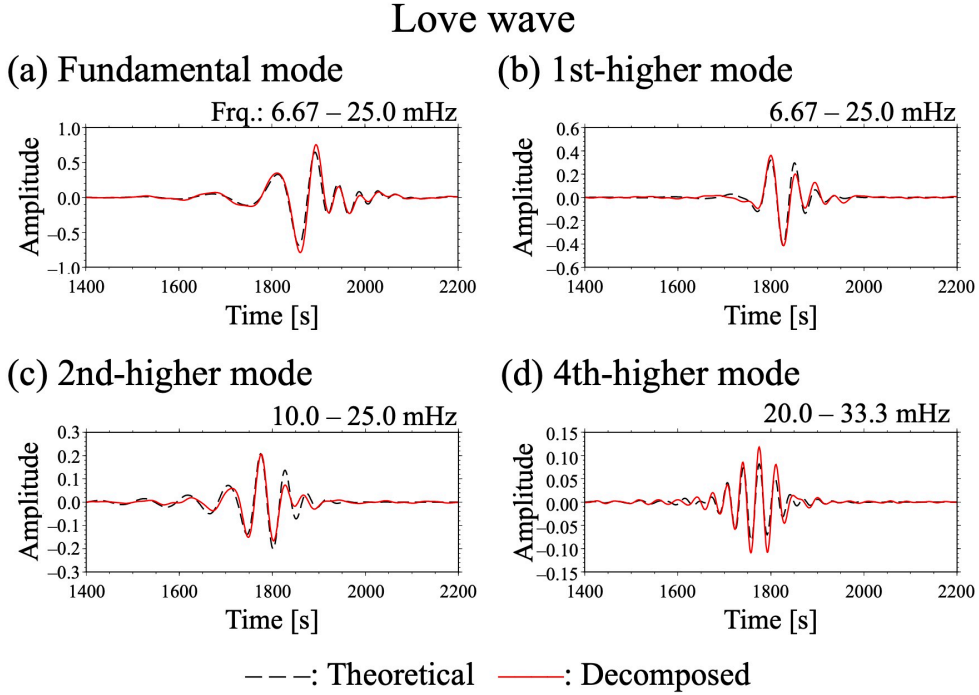 Love wave
(a) Fundamental mode
Frq.: 6.67 – 25.0 mHz
Amplitude
1.0
0.5
0.0
–0.5
–1.0
1400 1600 1800 2000 2200
Time [s]
(b) 1st-higher mode
6.67 – 25.0 mHz
Amplitude
0.6
0.4
0.2
0.0
–0.2
–0.4
–0.6
1400 1600 1800 2000 2200
Time [s]
(c) 2nd-higher mode
10.0 – 25.0 mHz
Amplitude
0.3
0.2
0.1
0.0
–0.1
–0.2
–0.3
1400 1600 1800 2000 2200
Time [s]
(d) 4th-higher mode
20.0 – 33.3 mHz
Amplitude
0.15
0.10
0.05
0.00
–0.05
–0.10
–0.15
1400 1600 1800 2000 2200
Time [s]
: Theoretical : Decomposed